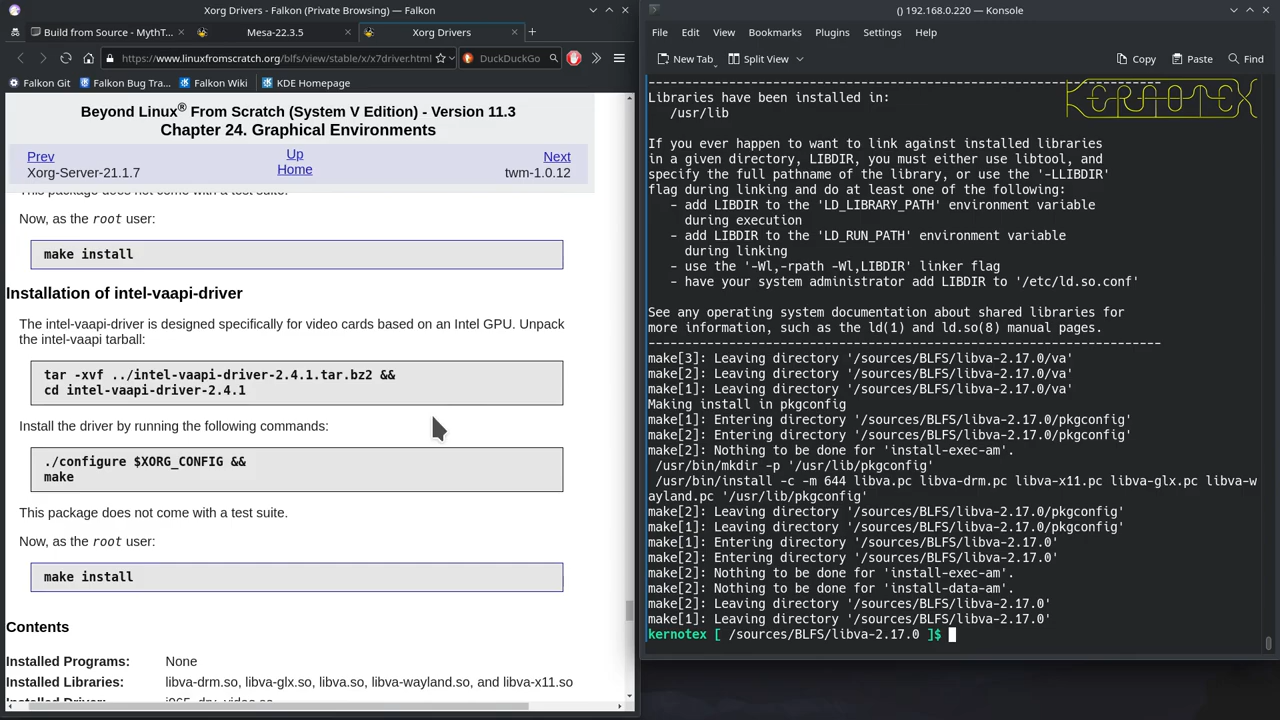 Xorg Drivers - Falkon (Private Browsing) — Falkon
Build from Source - MythT...
Mesa-22.3.5
Xorg Drivers
https://www.linuxfromscratch.org/blfs/view/stable/x/x7driver.html
DuckDuckGo
Falkon Git
Falkon Bug Tra...
Falkon Wiki
KDE Homepage
Beyond Linux® From Scratch (System V Edition) - Version 11.3
Chapter 24. Graphical Environments
Prev
Up
Next
Xorg-Server-21.1.7
Home
twm-1.0.12
This package does not come with a test suite.
Now, as the root user:
make install
Installation of intel-vaapi-driver
The intel-vaapi-driver is designed specifically for video cards based on an Intel GPU. Unpack
the intel-vaapi tarball:
tar -xvf ../intel-vaapi-driver-2.4.1.tar.bz2 &&
cd intel-vaapi-driver-2.4.1
Install the driver by running the following commands:
./configure $XORG_CONFIG &&
make
This package does not come with a test suite.
Now, as the root user:
make install
Contents
Installed Programs: None
Installed Libraries: libva-drm.so, libva-glx.so, libva.so, libva-wayland.so, and libva-x11.so
Installed Driver: i965_drv_video.so
() 192.168.0.220 — Konsole
File Edit View Bookmarks Plugins Settings Help
New Tab
Split View
Copy
Paste
Find
KERNOTEX
----------------------------------------------------------------------
Libraries have been installed in:
   /usr/lib
If you ever happen to want to link against installed libraries
in a given directory, LIBDIR, you must either use libtool, and
specify the full pathname of the library, or use the '-LLIBDIR'
flag during linking and do at least one of the following:
   - add LIBDIR to the 'LD_LIBRARY_PATH' environment variable
     during execution
   - add LIBDIR to the 'LD_RUN_PATH' environment variable
     during linking
   - use the '-Wl,-rpath -Wl,LIBDIR' linker flag
   - have your system administrator add LIBDIR to '/etc/ld.so.conf'
See any operating system documentation about shared libraries for
more information, such as the ld(1) and ld.so(8) manual pages.
----------------------------------------------------------------------
make[3]: Leaving directory '/sources/BLFS/libva-2.17.0/va'
make[2]: Leaving directory '/sources/BLFS/libva-2.17.0/va'
make[1]: Leaving directory '/sources/BLFS/libva-2.17.0/va'
Making install in pkgconfig
make[1]: Entering directory '/sources/BLFS/libva-2.17.0/pkgconfig'
make[2]: Entering directory '/sources/BLFS/libva-2.17.0/pkgconfig'
make[2]: Nothing to be done for 'install-exec-am'.
 /usr/bin/mkdir -p '/usr/lib/pkgconfig'
 /usr/bin/install -c -m 644 libva.pc libva-drm.pc libva-x11.pc libva-glx.pc libva-w
ayland.pc '/usr/lib/pkgconfig'
make[2]: Leaving directory '/sources/BLFS/libva-2.17.0/pkgconfig'
make[1]: Leaving directory '/sources/BLFS/libva-2.17.0/pkgconfig'
make[1]: Entering directory '/sources/BLFS/libva-2.17.0'
make[2]: Entering directory '/sources/BLFS/libva-2.17.0'
make[2]: Nothing to be done for 'install-exec-am'.
make[2]: Nothing to be done for 'install-data-am'.
make[2]: Leaving directory '/sources/BLFS/libva-2.17.0'
make[1]: Leaving directory '/sources/BLFS/libva-2.17.0'
kernotex [ /sources/BLFS/libva-2.17.0 ]$